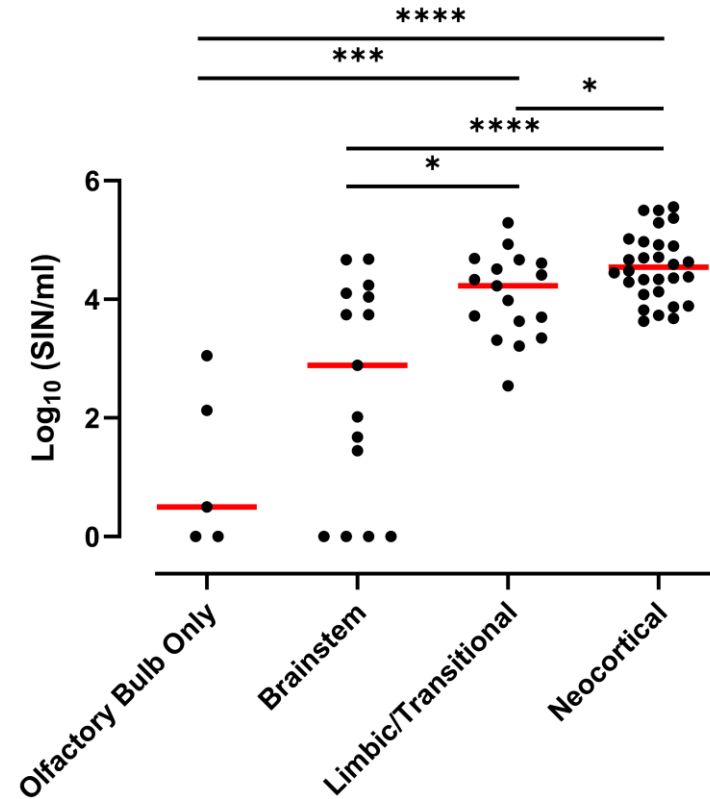 ****
***
*
****
*
6
4
2
0
Log10 (SIN/ml)
Olfactory Bulb Only
Brainstem
Limbic/Transitional
Neocortical